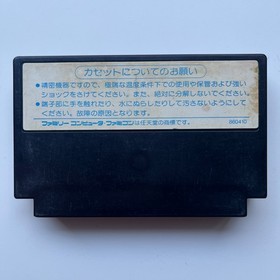 カセットについてのお願い
●精密機器ですので、極端な温度条件下での使用や保管および強い
ショックをさけてください。また、絶対に分解しないでください。
●端子部に手を触れたり、水にぬらしたりして汚さないようにして
ください。故障の原因となります。
ファミリーコンピュータ・ファミコンは任天堂の商標です。